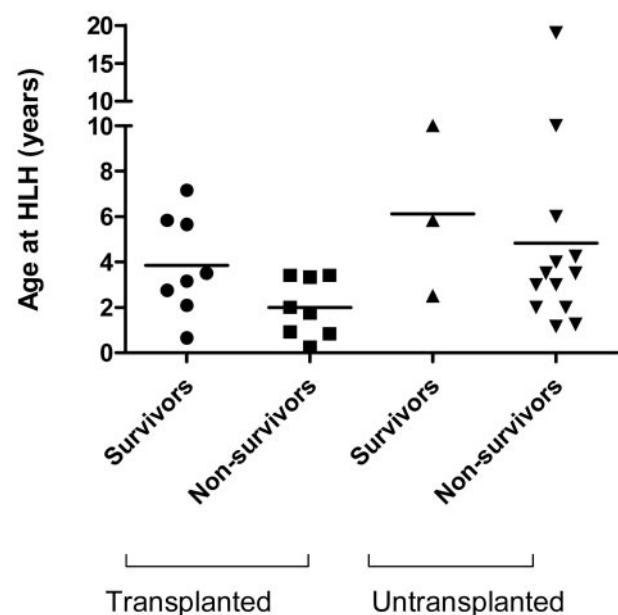 Age at HLH (years)
20
15
10
10
8
6
4
2
0
Survivors
Non-survivors
Survivors
Non-survivors
Transplanted
Untransplanted